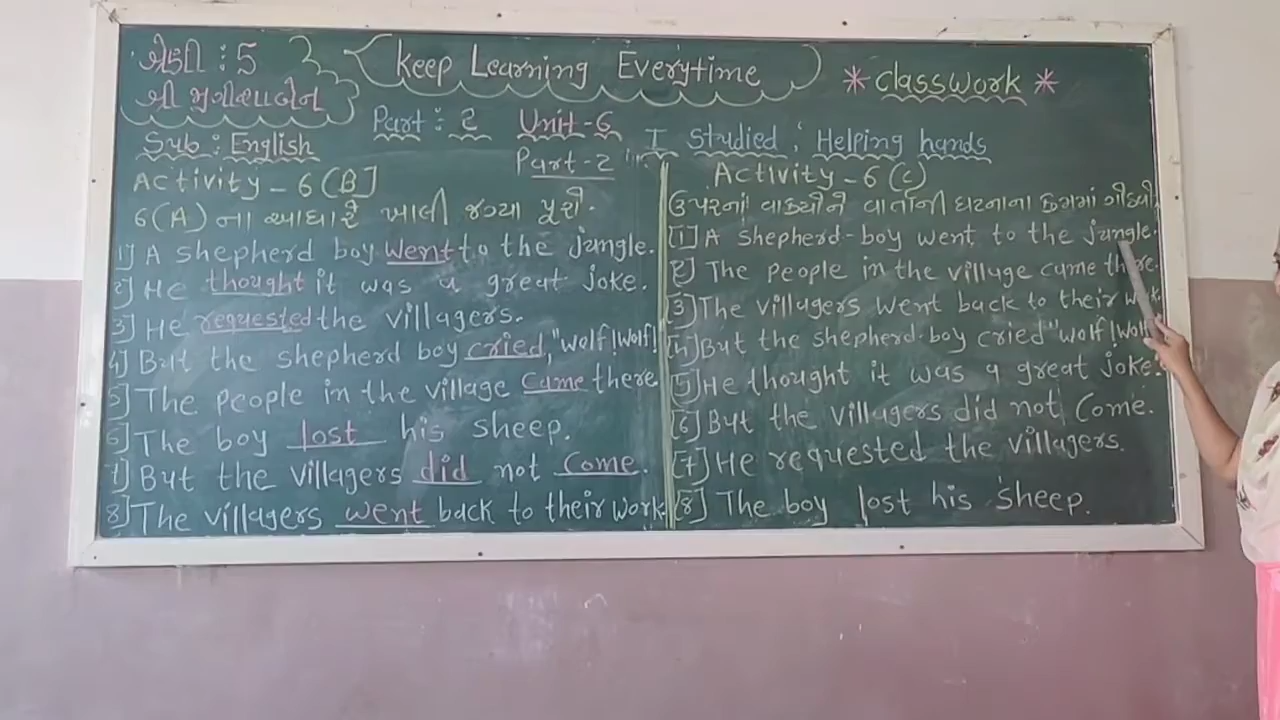 શ્રેણી : 5
Keep Learning Everytime
* classwork *
શ્રી ભગીરથબેન
Part : 2 Unit-6
I Studied, Helping hands
Sub : English
Part-2
Activity - 6(B]
6(A) ના આધારે ખાલી જગ્યા પૂરો.
1) A shepherd boy went to the jungle.
2) He thought it was a great joke.
3) He requested the villagers.
4) But the shepherd boy cried, "wolf! Wolf!
5] The people in the village came there.
6] The boy lost his sheep.
7] But the villagers did not come.
8] The villagers went back to their work.
Activity - 6(c)
ઉપરનાં વાક્યોને વાર્તાની ઘટનાના ક્રમમાં ગોઠવો.
[1] A shepherd-boy went to the jungle.
2] The people in the village came there.
[3] The villagers went back to their work.
[4] But the shepherd-boy cried "wolf! Wolf
[5] He thought it was a great joke.
[6] But the villagers did not come.
[7] He requested the villagers.
[8] The boy lost his sheep.